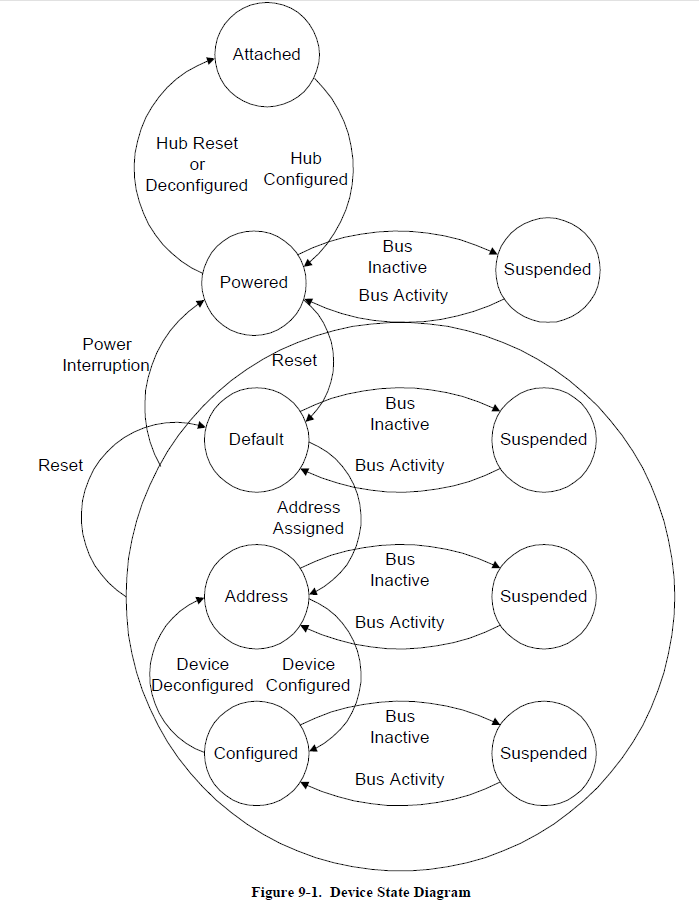 Attached
Hub Reset
or
Deconfigured
Hub
Configured
Powered
Bus
Inactive
Bus Activity
Suspended
Power
Interruption
Reset
Default
Bus
Inactive
Bus Activity
Suspended
Reset
Address
Assigned
Address
Bus
Inactive
Bus Activity
Suspended
Device
Deconfigured
Device
Configured
Configured
Bus
Inactive
Bus Activity
Suspended
Figure 9-1. Device State Diagram